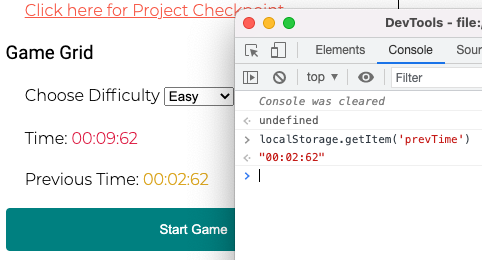 Click here for Project Checkpoint
Game Grid
Choose Difficulty Easy
Time: 00:09:62
Previous Time: 00:02:62
Start Game
DevTools - file:
Elements Console Sour
top Filter
Console was cleared
undefined
localStorage.getItem('prevTime')
"00:02:62"